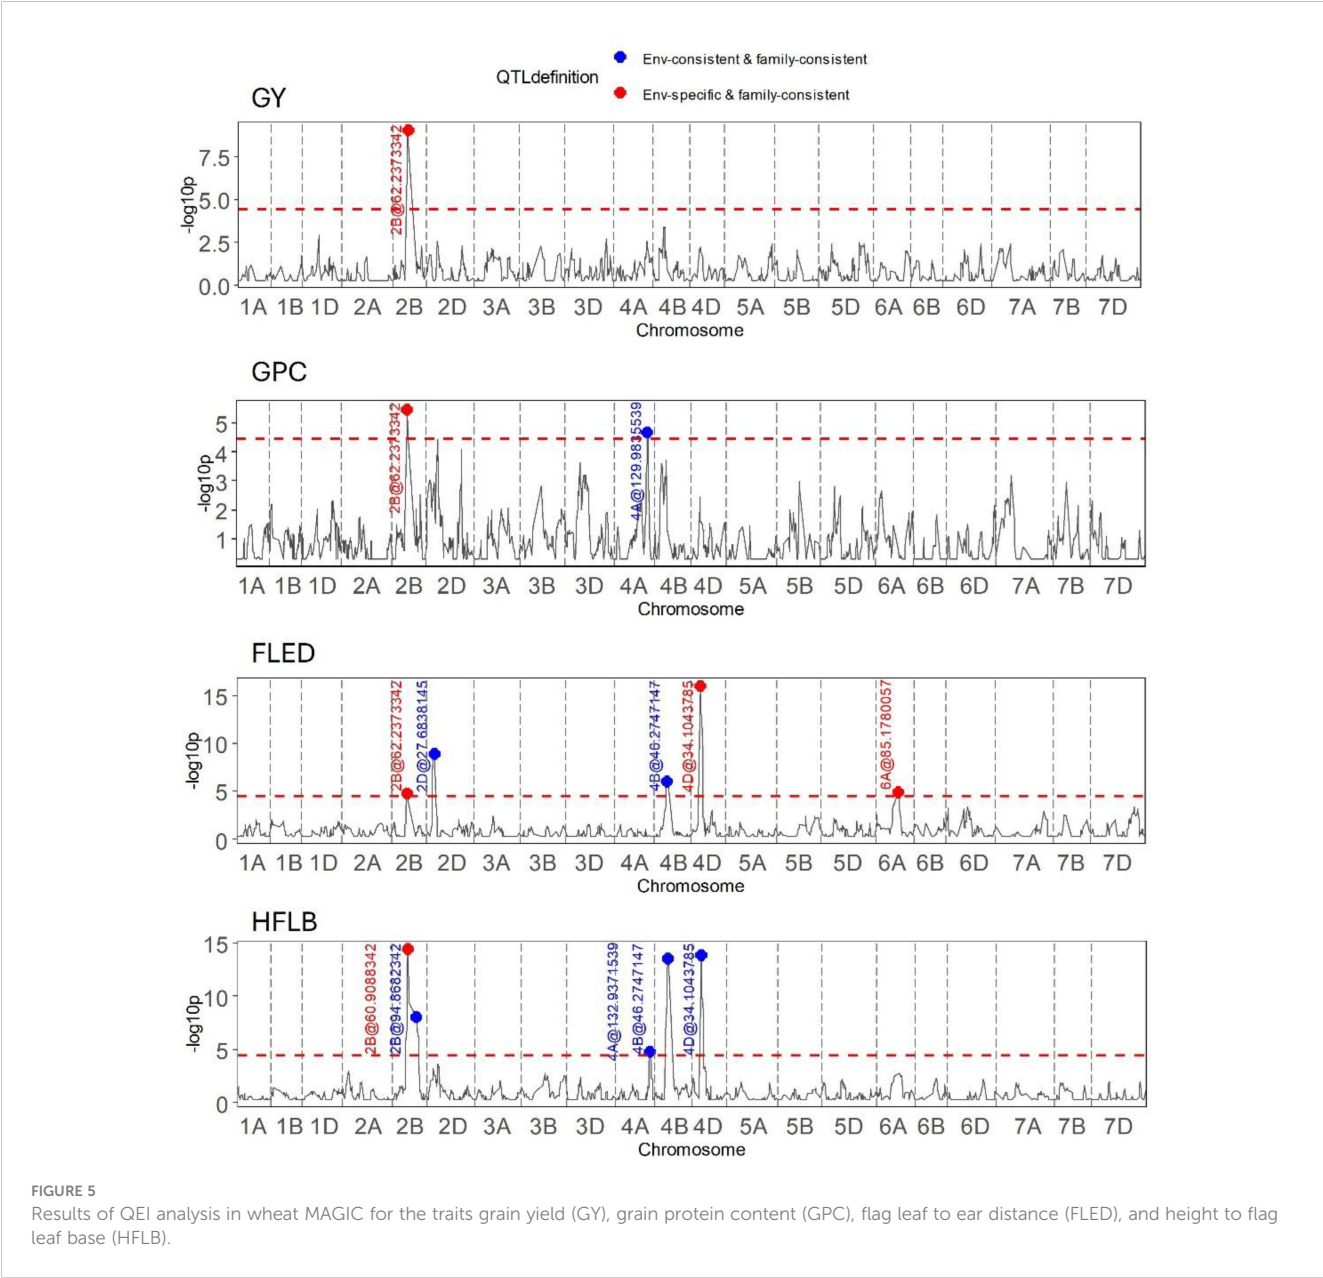 QTLdefinition
Env-consistent & family-consistent
Env-specific & family-consistent
GY
-log10p
7.5
5.0
2.5
0.0
2B@62.2373342
1A 1B 1D 2A 2B 2D 3A 3B 3D 4A 4B 4D 5A 5B 5D 6A 6B 6D 7A 7B 7D
Chromosome
GPC
-log10p
5
4
3
2
1
2B@62.2373342
4A@129.9835539
1A 1B 1D 2A 2B 2D 3A 3B 3D 4A 4B 4D 5A 5B 5D 6A 6B 6D 7A 7B 7D
Chromosome
FLED
-log10p
15
10
5
0
2B@62.2373342
2D@27.6838145
4B@46.2747147
4D@34.1043785
6A@85.1780057
1A 1B 1D 2A 2B 2D 3A 3B 3D 4A 4B 4D 5A 5B 5D 6A 6B 6D 7A 7B 7D
Chromosome
HFLB
-log10p
15
10
5
0
2B@60.9088342
2B@94.8682342
4A@132.9371539
4B@46.2747147
4D@34.1043785
1A 1B 1D 2A 2B 2D 3A 3B 3D 4A 4B 4D 5A 5B 5D 6A 6B 6D 7A 7B 7D
Chromosome
FIGURE 5
Results of QEI analysis in wheat MAGIC for the traits grain yield (GY), grain protein content (GPC), flag leaf to ear distance (FLED), and height to flag
leaf base (HFLB).